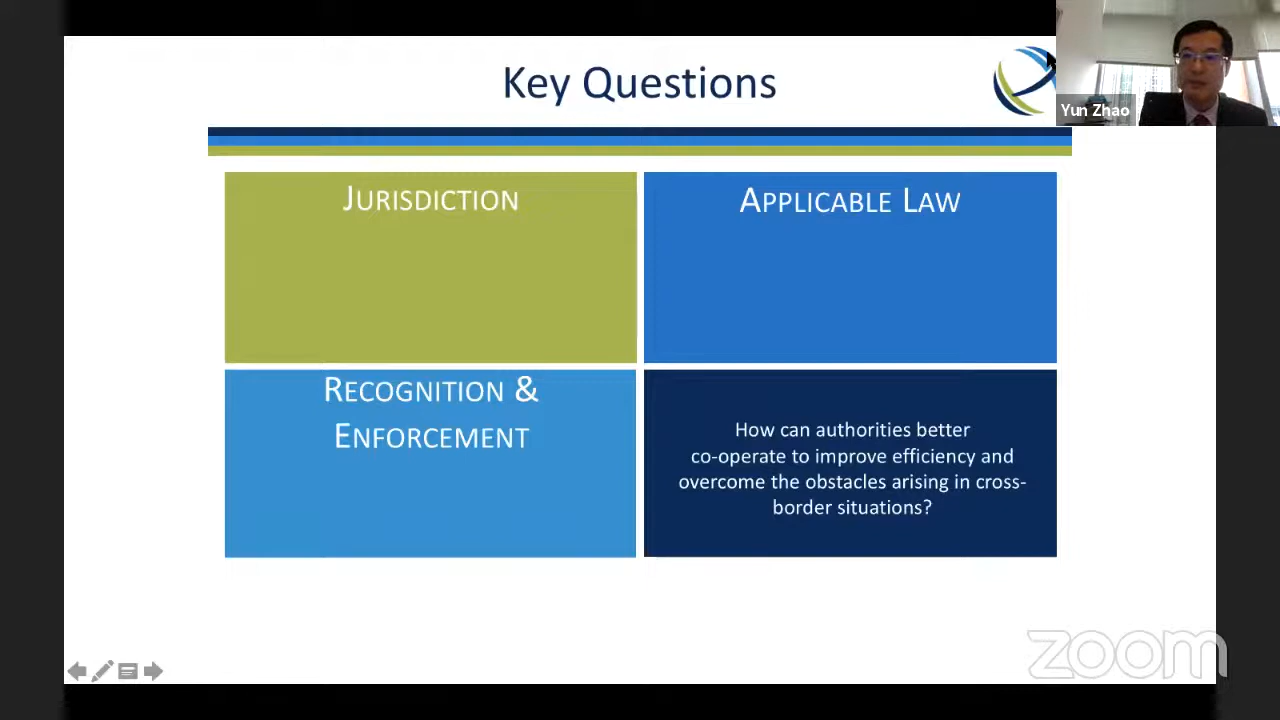 Key Questions
Yun Zhao
JURISDICTION
APPLICABLE LAW
RECOGNITION &
ENFORCEMENT
How can authorities better
co-operate to improve efficiency and
overcome the obstacles arising in cross-
border situations?
zoom